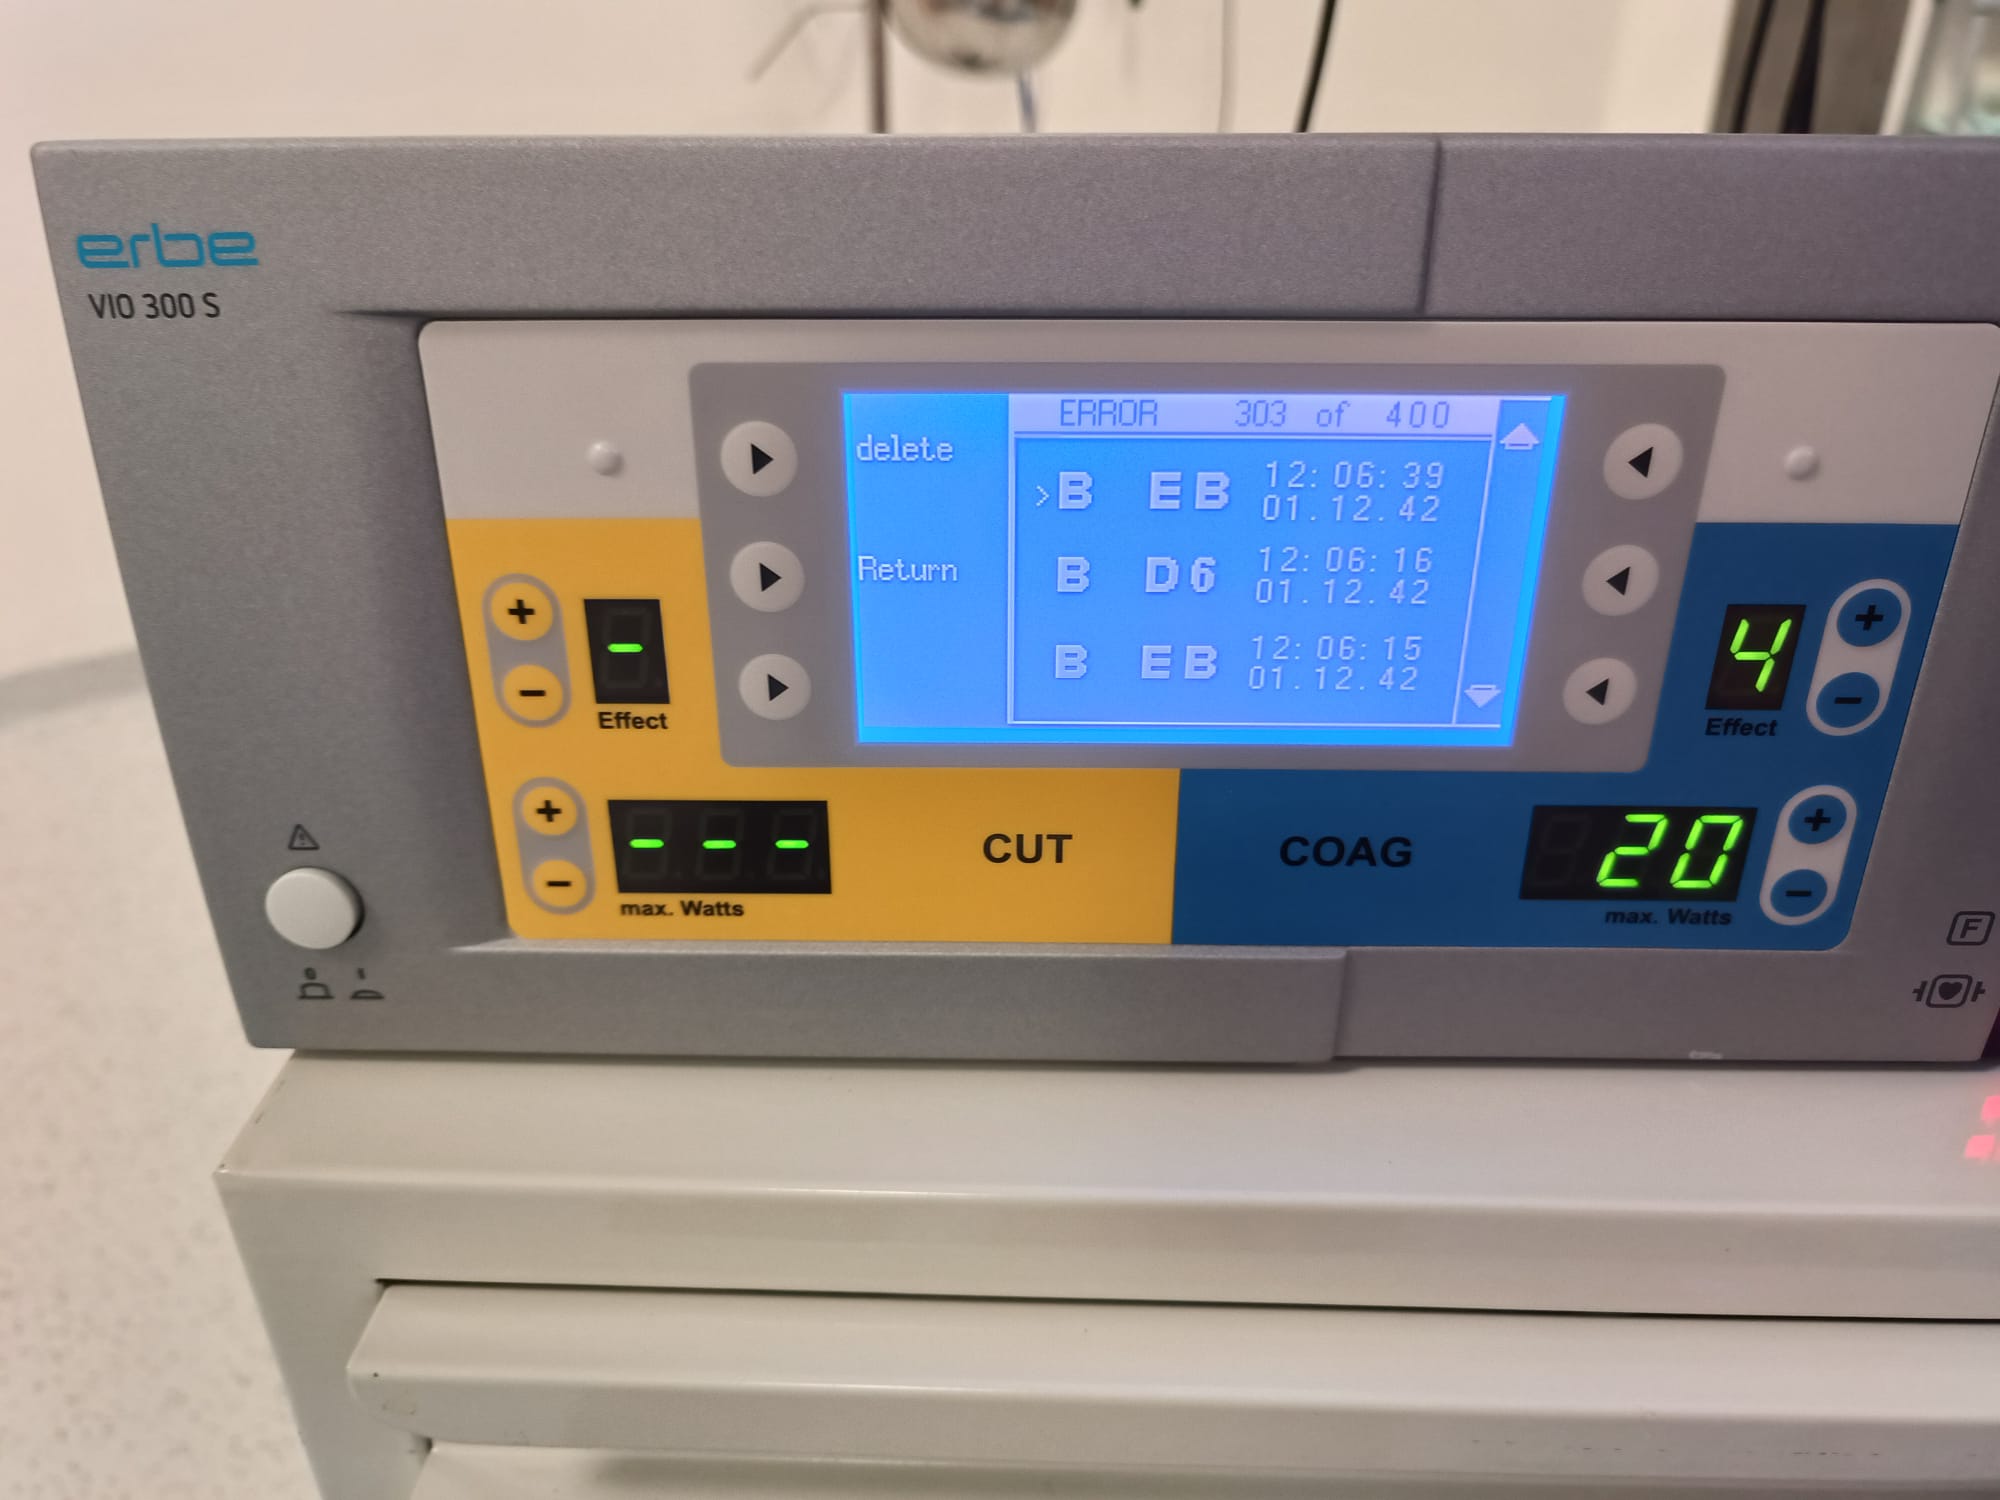 erbe
VIO 300 S
ERROR 303 of 400
delete
>B EB 12:06:39
01.12.42
B D6 12:06:16
01.12.42
Return
B EB 12:06:15
01.12.42
+
-
-
Effect
4
+
-
Effect
+
-
---
max. Watts
CUT
COAG
20
+
-
max. Watts
F